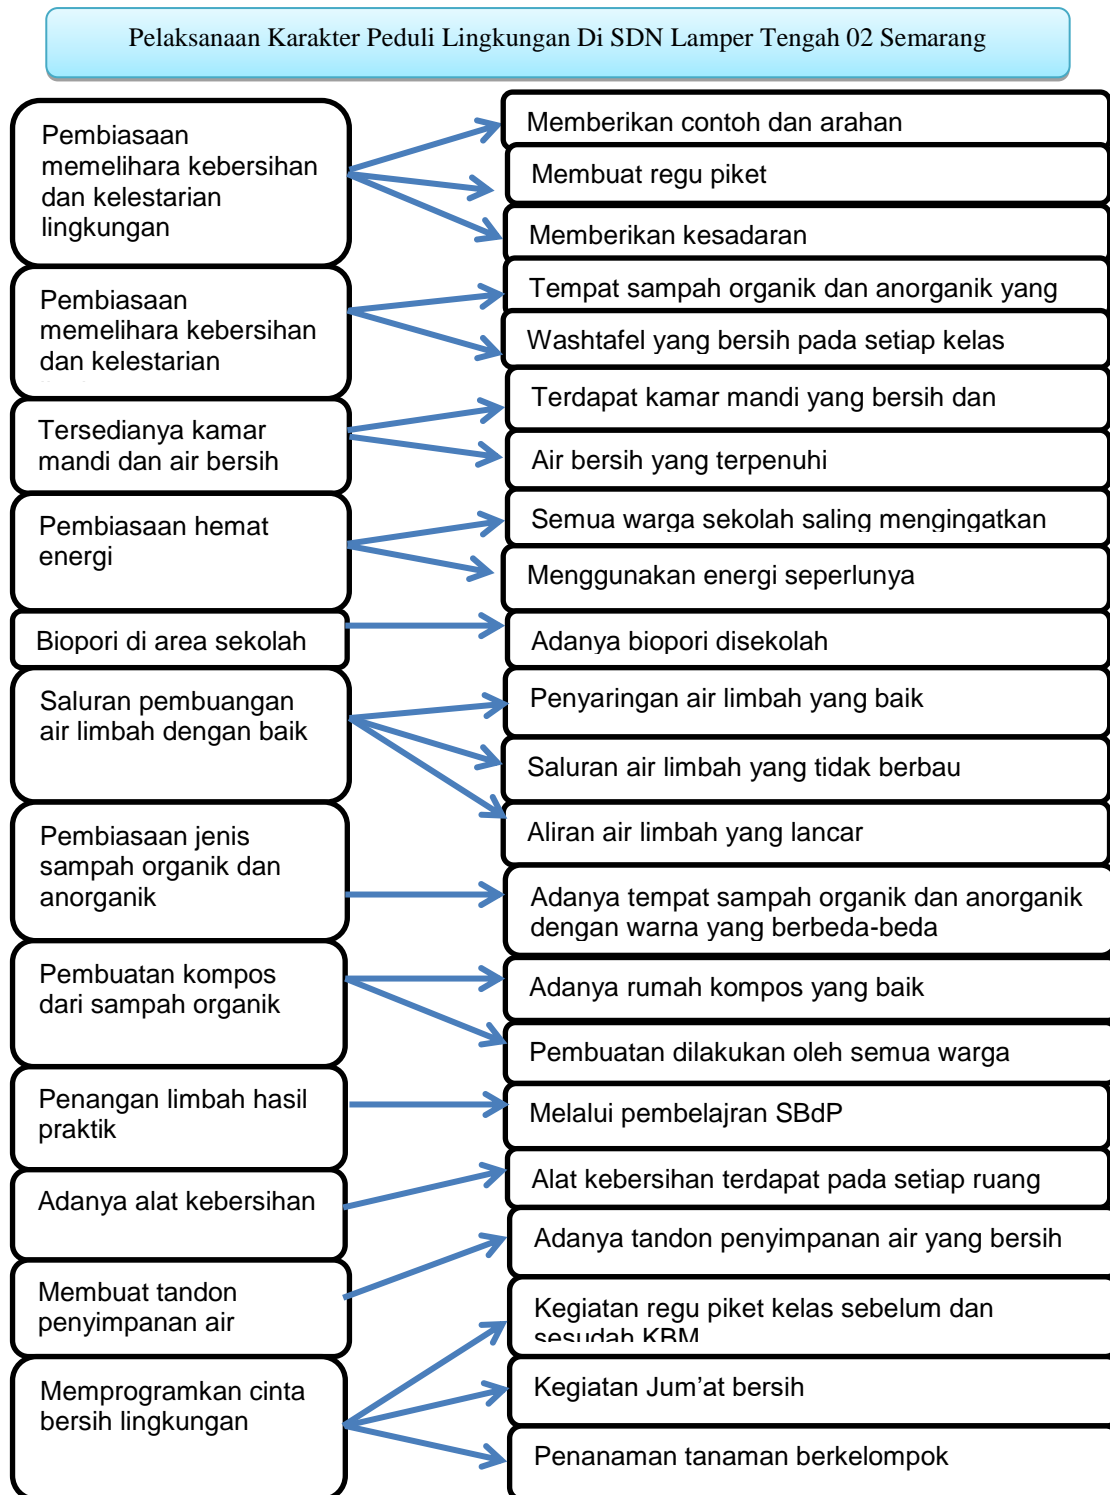 Pelaksanaan Karakter Peduli Lingkungan Di SDN Lamper Tengah 02 Semarang
Pembiasaan
memelihara kebersihan
dan kelestarian
lingkungan
Memberikan contoh dan arahan
Membuat regu piket
Memberikan kesadaran
Pembiasaan
memelihara kebersihan
dan kelestarian
Tempat sampah organik dan anorganik yang
Washtafel yang bersih pada setiap kelas
Tersedianya kamar
mandi dan air bersih
Terdapat kamar mandi yang bersih dan
Air bersih yang terpenuhi
Pembiasaan hemat
energi
Semua warga sekolah saling mengingatkan
Menggunakan energi seperlunya
Biopori di area sekolah
Adanya biopori disekolah
Saluran pembuangan
air limbah dengan baik
Penyaringan air limbah yang baik
Saluran air limbah yang tidak berbau
Aliran air limbah yang lancar
Pembiasaan jenis
sampah organik dan
anorganik
Adanya tempat sampah organik dan anorganik
dengan warna yang berbeda-beda
Pembuatan kompos
dari sampah organik
Adanya rumah kompos yang baik
Pembuatan dilakukan oleh semua warga
Penangan limbah hasil
praktik
Melalui pembelajran SBdP
Adanya alat kebersihan
Alat kebersihan terdapat pada setiap ruang
Membuat tandon
penyimpanan air
Adanya tandon penyimpanan air yang bersih
Memprogramkan cinta
bersih lingkungan
Kegiatan regu piket kelas sebelum dan
sesudah KBM
Kegiatan Jum’at bersih
Penanaman tanaman berkelompok